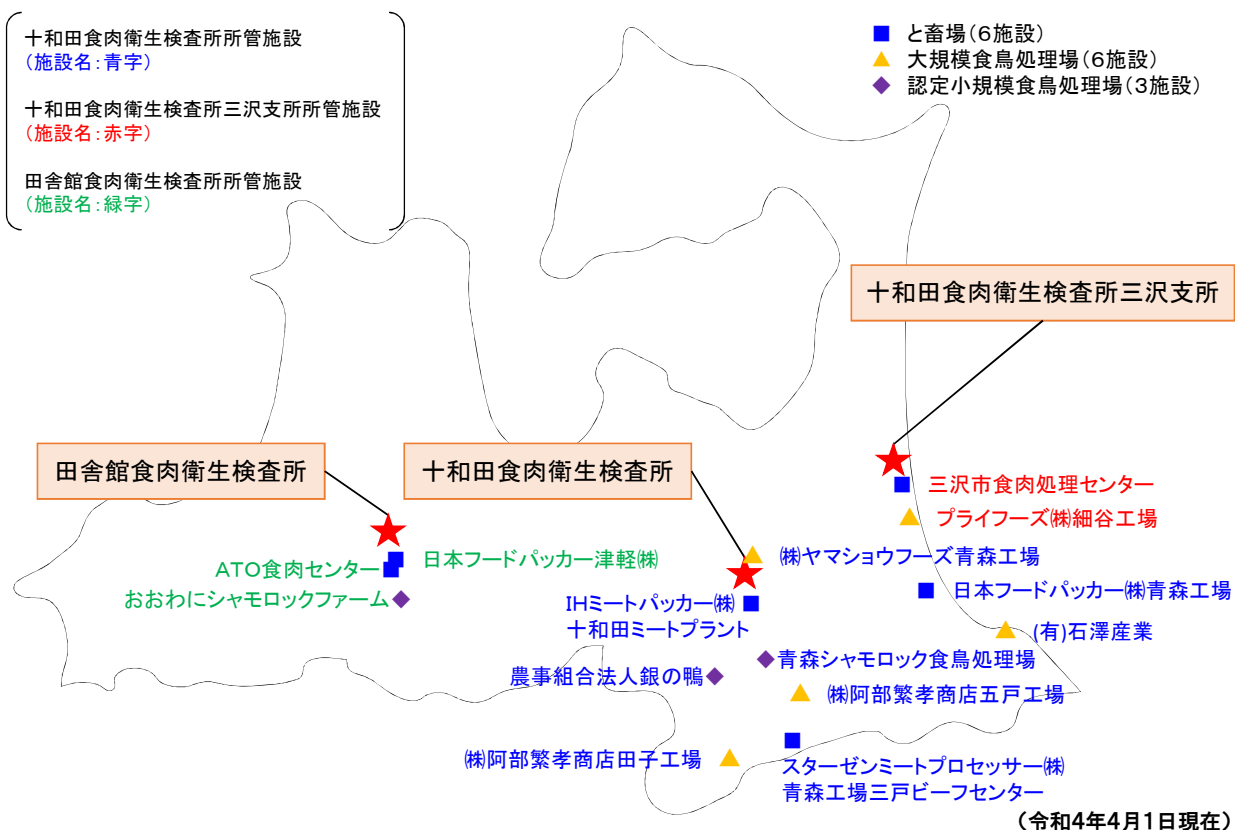 十和田食肉衛生検査所所管施設
(施設名:青字)
十和田食肉衛生検査所三沢支所所管施設
(施設名:赤字)
田舎館食肉衛生検査所所管施設
(施設名:緑字)
と畜場(6施設)
大規模食鳥処理場(6施設)
認定小規模食鳥処理場(3施設)
十和田食肉衛生検査所三沢支所
田舎館食肉衛生検査所
十和田食肉衛生検査所
三沢市食肉処理センター
プライフーズ㈱細谷工場
㈱ヤマショウフーズ青森工場
日本フードパッカー津軽㈱
ATO食肉センター
おおわにシャモロックファーム
日本フードパッカー㈱青森工場
IHミートパッカー㈱
十和田ミートプラント
(有)石澤産業
青森シャモロック食鳥処理場
農事組合法人銀の鴨
㈱阿部繁孝商店五戸工場
㈱阿部繁孝商店田子工場
スターゼンミートプロセッサー㈱
青森工場三戸ビーフセンター
(令和4年4月1日現在)